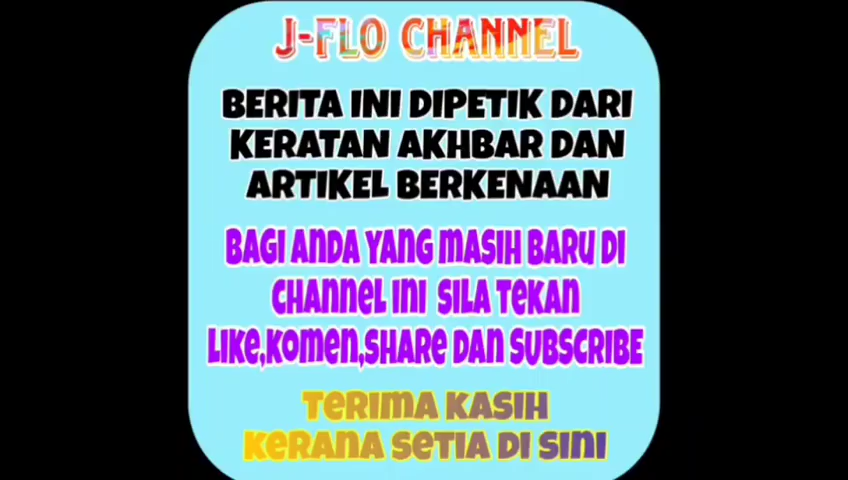 J-FLO CHANNEL
BERITA INI DIPETIK DARI
KERATAN AKHBAR DAN
ARTIKEL BERKENAAN
BAGI ANDA YANG MASIH BARU DI
CHANNEL INI SILA TEKAN
LIKE,KOMEN,SHARE DAN SUBSCRIBE
TERIMA KASIH
KERANA SETIA DI SINI